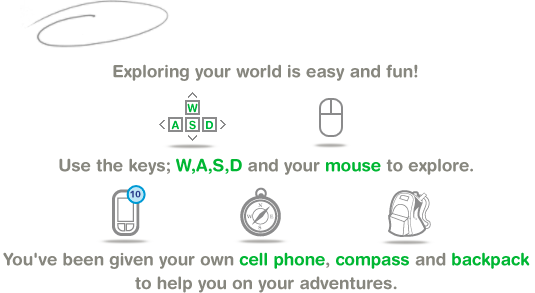 Exploring your world is easy and fun!
W
A S D
Use the keys; W,A,S,D and your mouse to explore.
10
N
W E
S
You've been given your own cell phone, compass and backpack
to help you on your adventures.